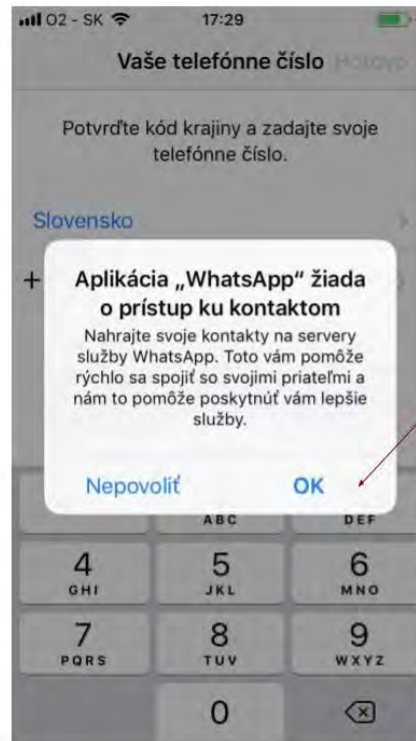 O2 - SK 17:29
Vaše telefónne číslo Hotovo
Potvrďte kód krajiny a zadajte svoje
telefónne číslo.
Slovensko
+
Aplikácia „WhatsApp“ žiada
o prístup ku kontaktom
Nahrajte svoje kontakty na servery
služby WhatsApp. Toto vám pomôže
rýchlo sa spojiť so svojimi priateľmi a
nám to pomôže poskytnúť vám lepšie
služby.
Nepovoliť OK
ABC DEF
4 5 6
GHI JKL MNO
7 8 9
PQRS TUV WXYZ
0